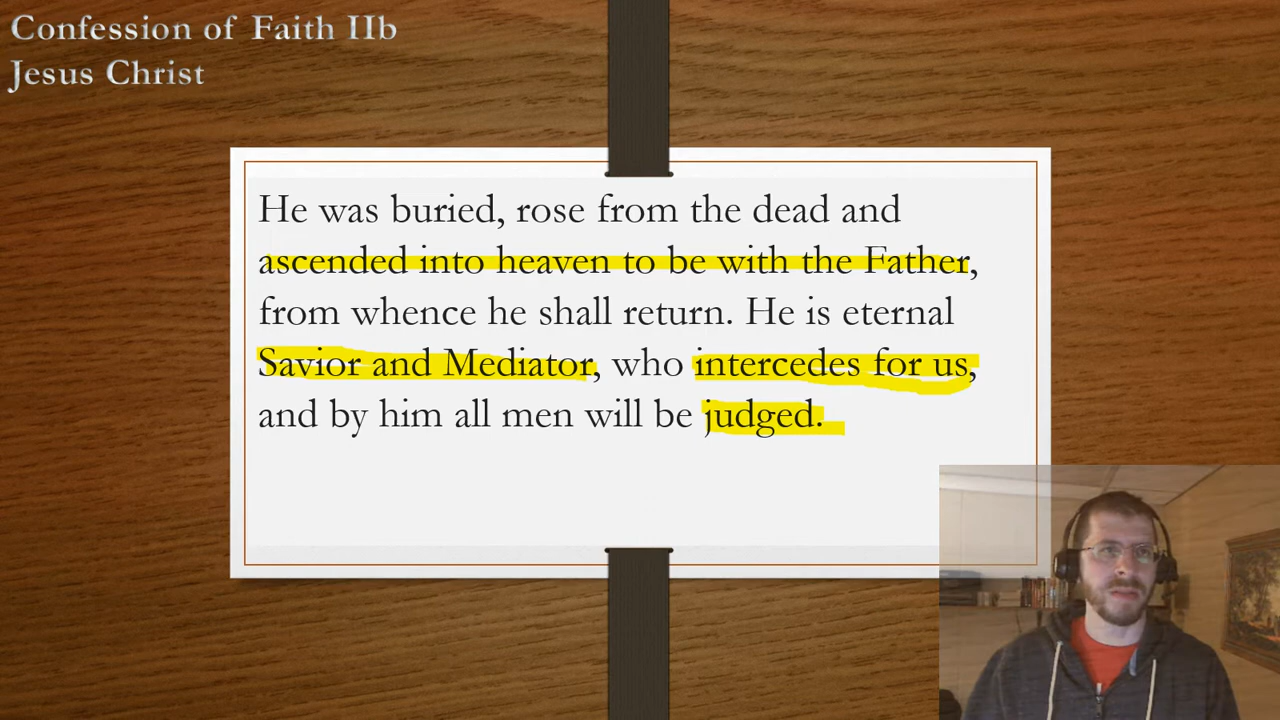 Confession of Faith IIb
Jesus Christ
He was buried, rose from the dead and
ascended into heaven to be with the Father,
from whence he shall return. He is eternal
Savior and Mediator, who intercedes for us,
and by him all men will be judged.